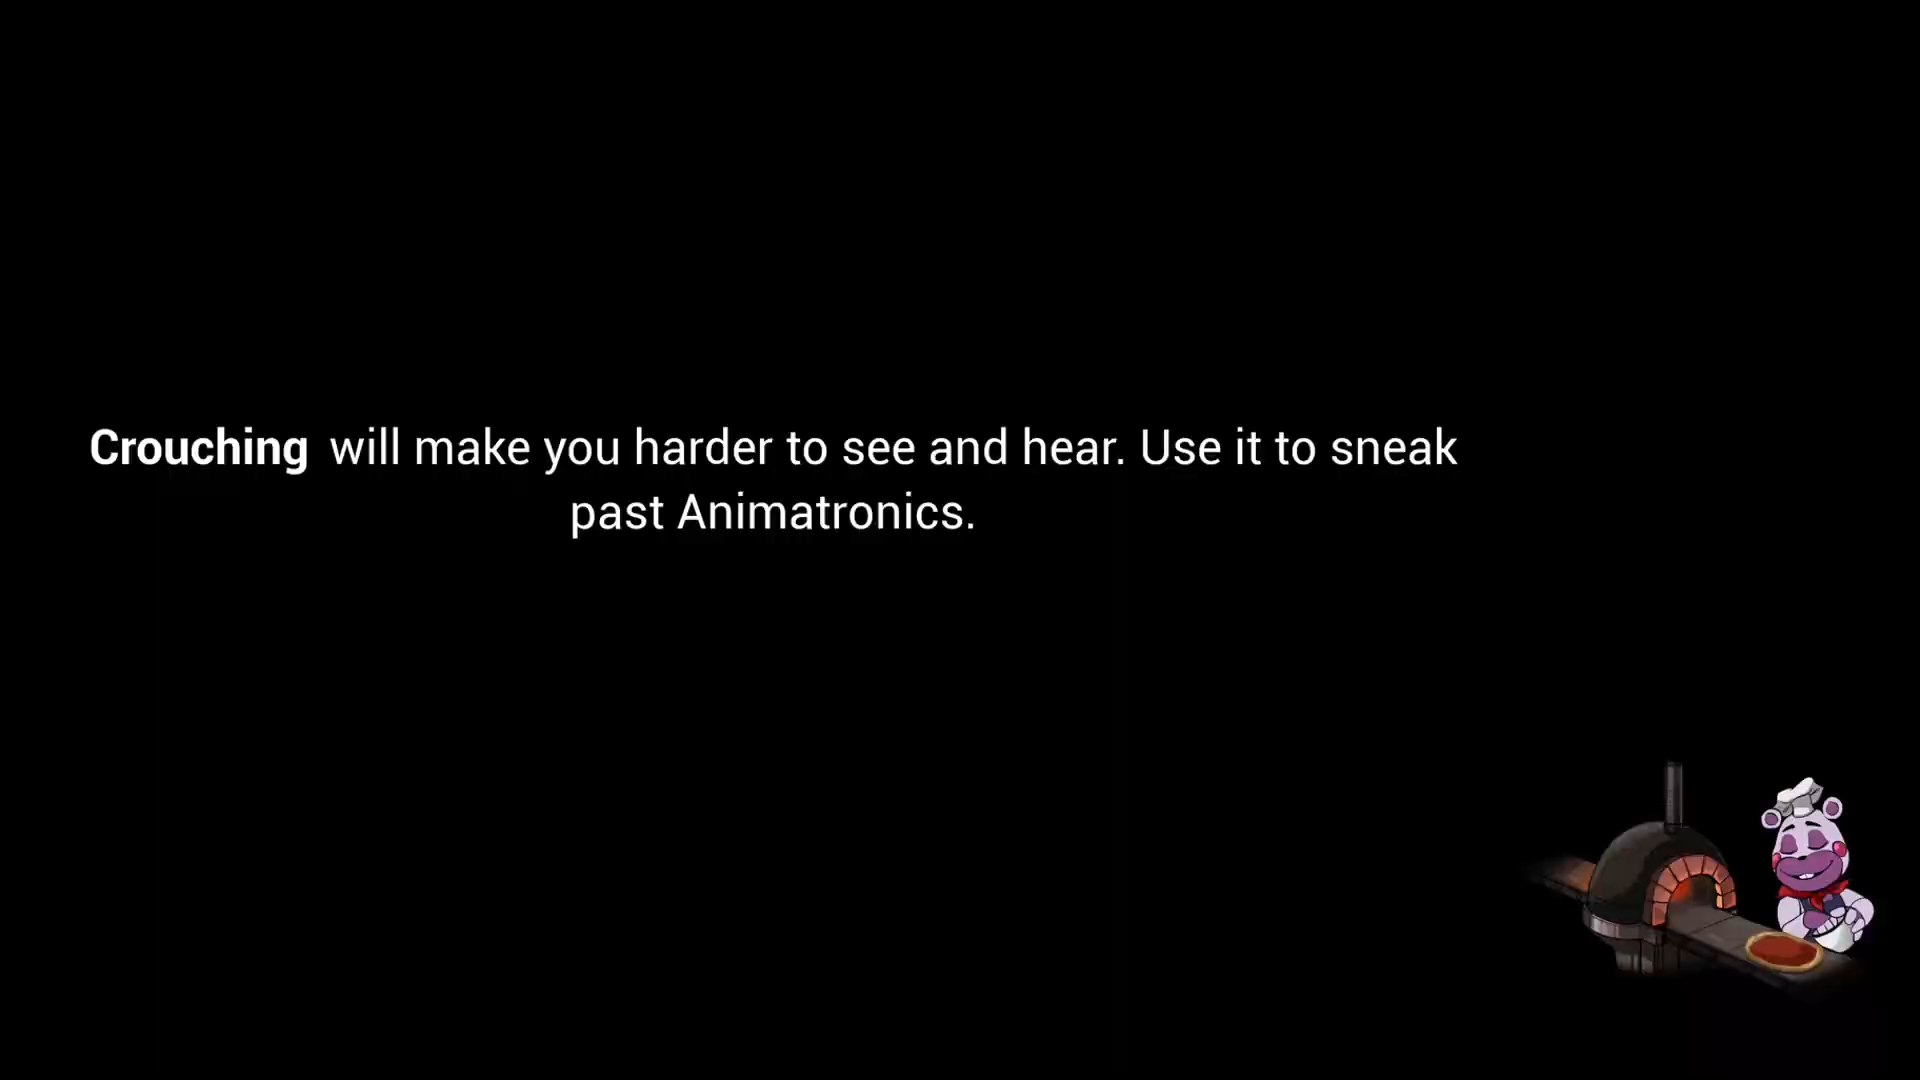 Crouching will make you harder to see and hear. Use it to sneak
past Animatronics.